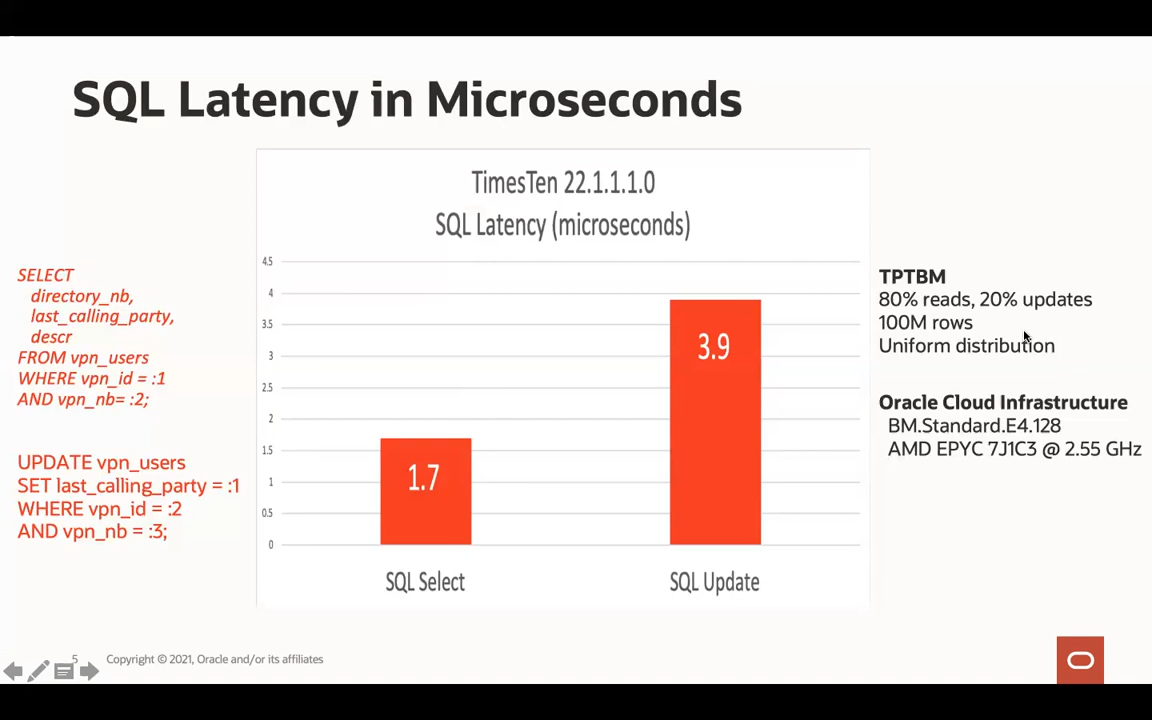 SQL Latency in Microseconds
SELECT
directory_nb,
last_calling_party,
descr
FROM vpn_users
WHERE vpn_id = :1
AND vpn_nb= :2;
UPDATE vpn_users
SET last_calling_party = :1
WHERE vpn_id = :2
AND vpn_nb = :3;
TimesTen 22.1.1.1.0
SQL Latency (microseconds)
4.5
4
3.5
3
2.5
2
1.5
1
0.5
0
1.7
3.9
SQL Select
SQL Update
TPTBM
80% reads, 20% updates
100M rows
Uniform distribution
Oracle Cloud Infrastructure
BM.Standard.E4.128
AMD EPYC 7J1C3 @ 2.55 GHz
5
Copyright © 2021, Oracle and/or its affiliates